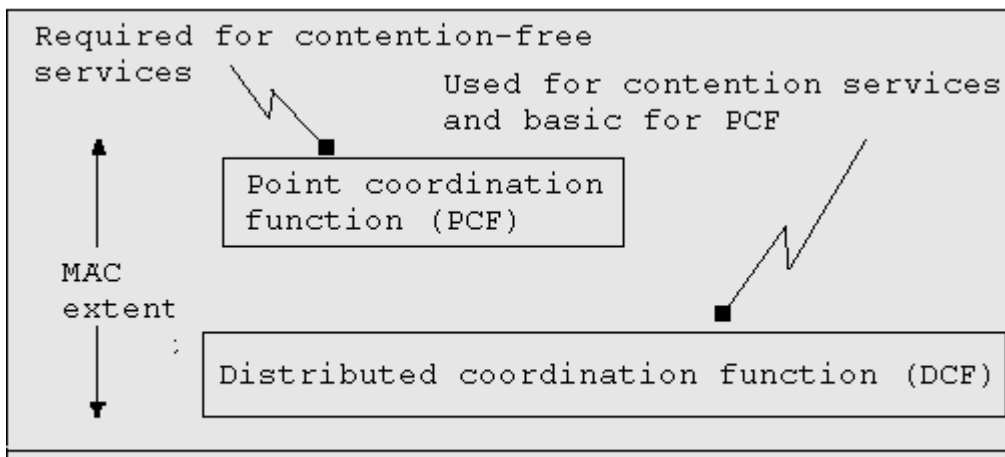 Required for contention-free
services
Used for contention services
and basic for PCF
Point coordination
function (PCF)
MAC
extent
;
Distributed coordination function (DCF)